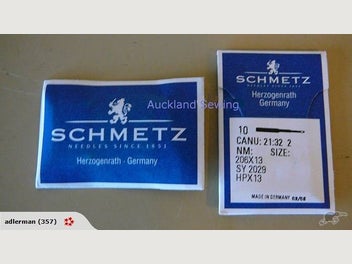 Auckland Sewing
SCHMETZ
NEEDLES SINCE 1851
Herzogenrath · Germany
SCHMETZ
Herzogenrath
Germany
10
CANU: 21:32 2
NM: SIZE:
206X13
SY 2029
HPX13
MADE IN GERMANY
adlerman (357)